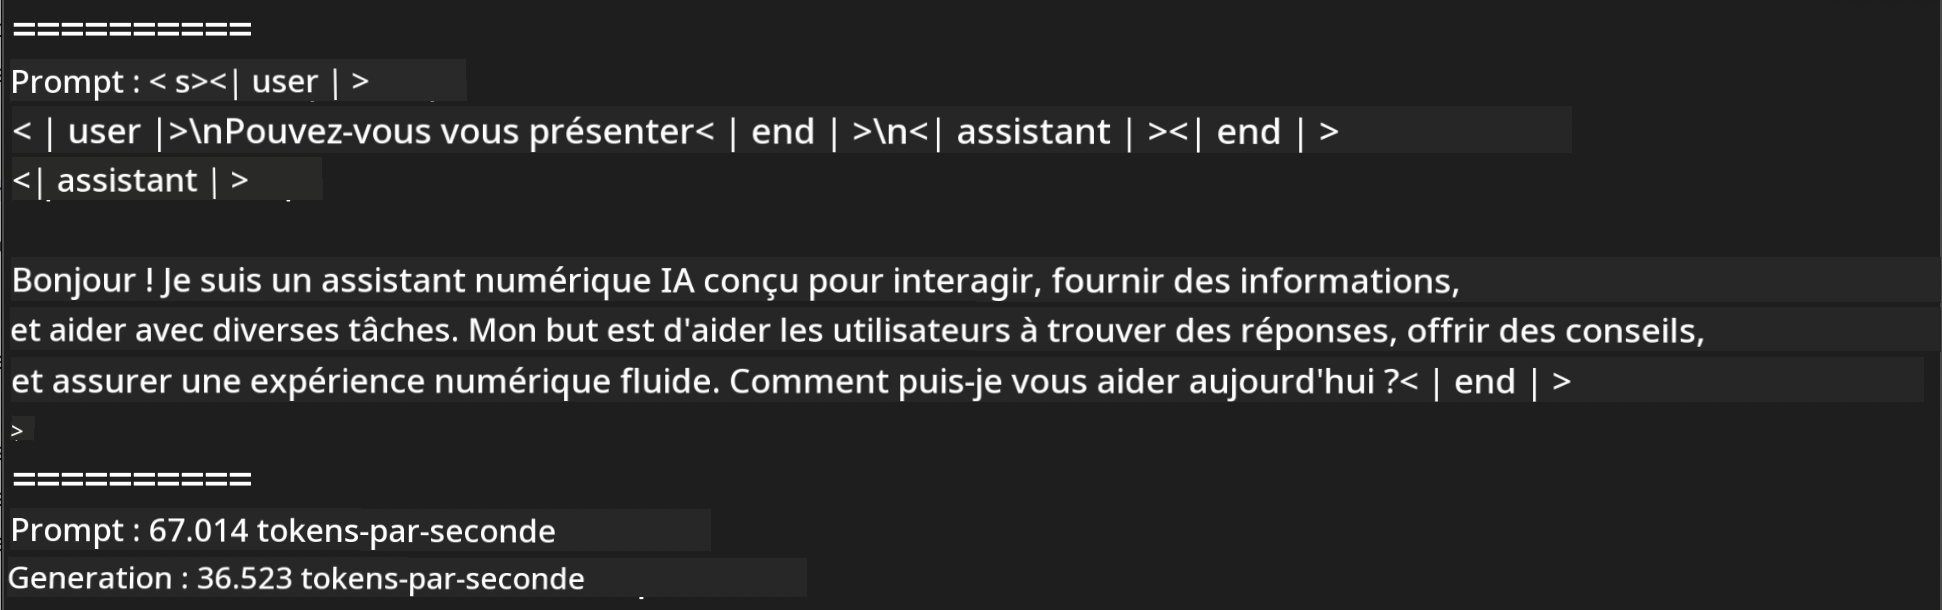 ==========
Prompt : < s><| user | >
< | user |>\nPouvez-vous vous présenter< | end | >\n<| assistant | ><| end | >
<| assistant | >
Bonjour ! Je suis un assistant numérique IA conçu pour interagir, fournir des informations,
et aider avec diverses tâches. Mon but est d'aider les utilisateurs à trouver des réponses, offrir des conseils,
et assurer une expérience numérique fluide. Comment puis-je vous aider aujourd'hui ?< | end | >
>
==========
Prompt : 67.014 tokens-par-seconde
Generation : 36.523 tokens-par-seconde